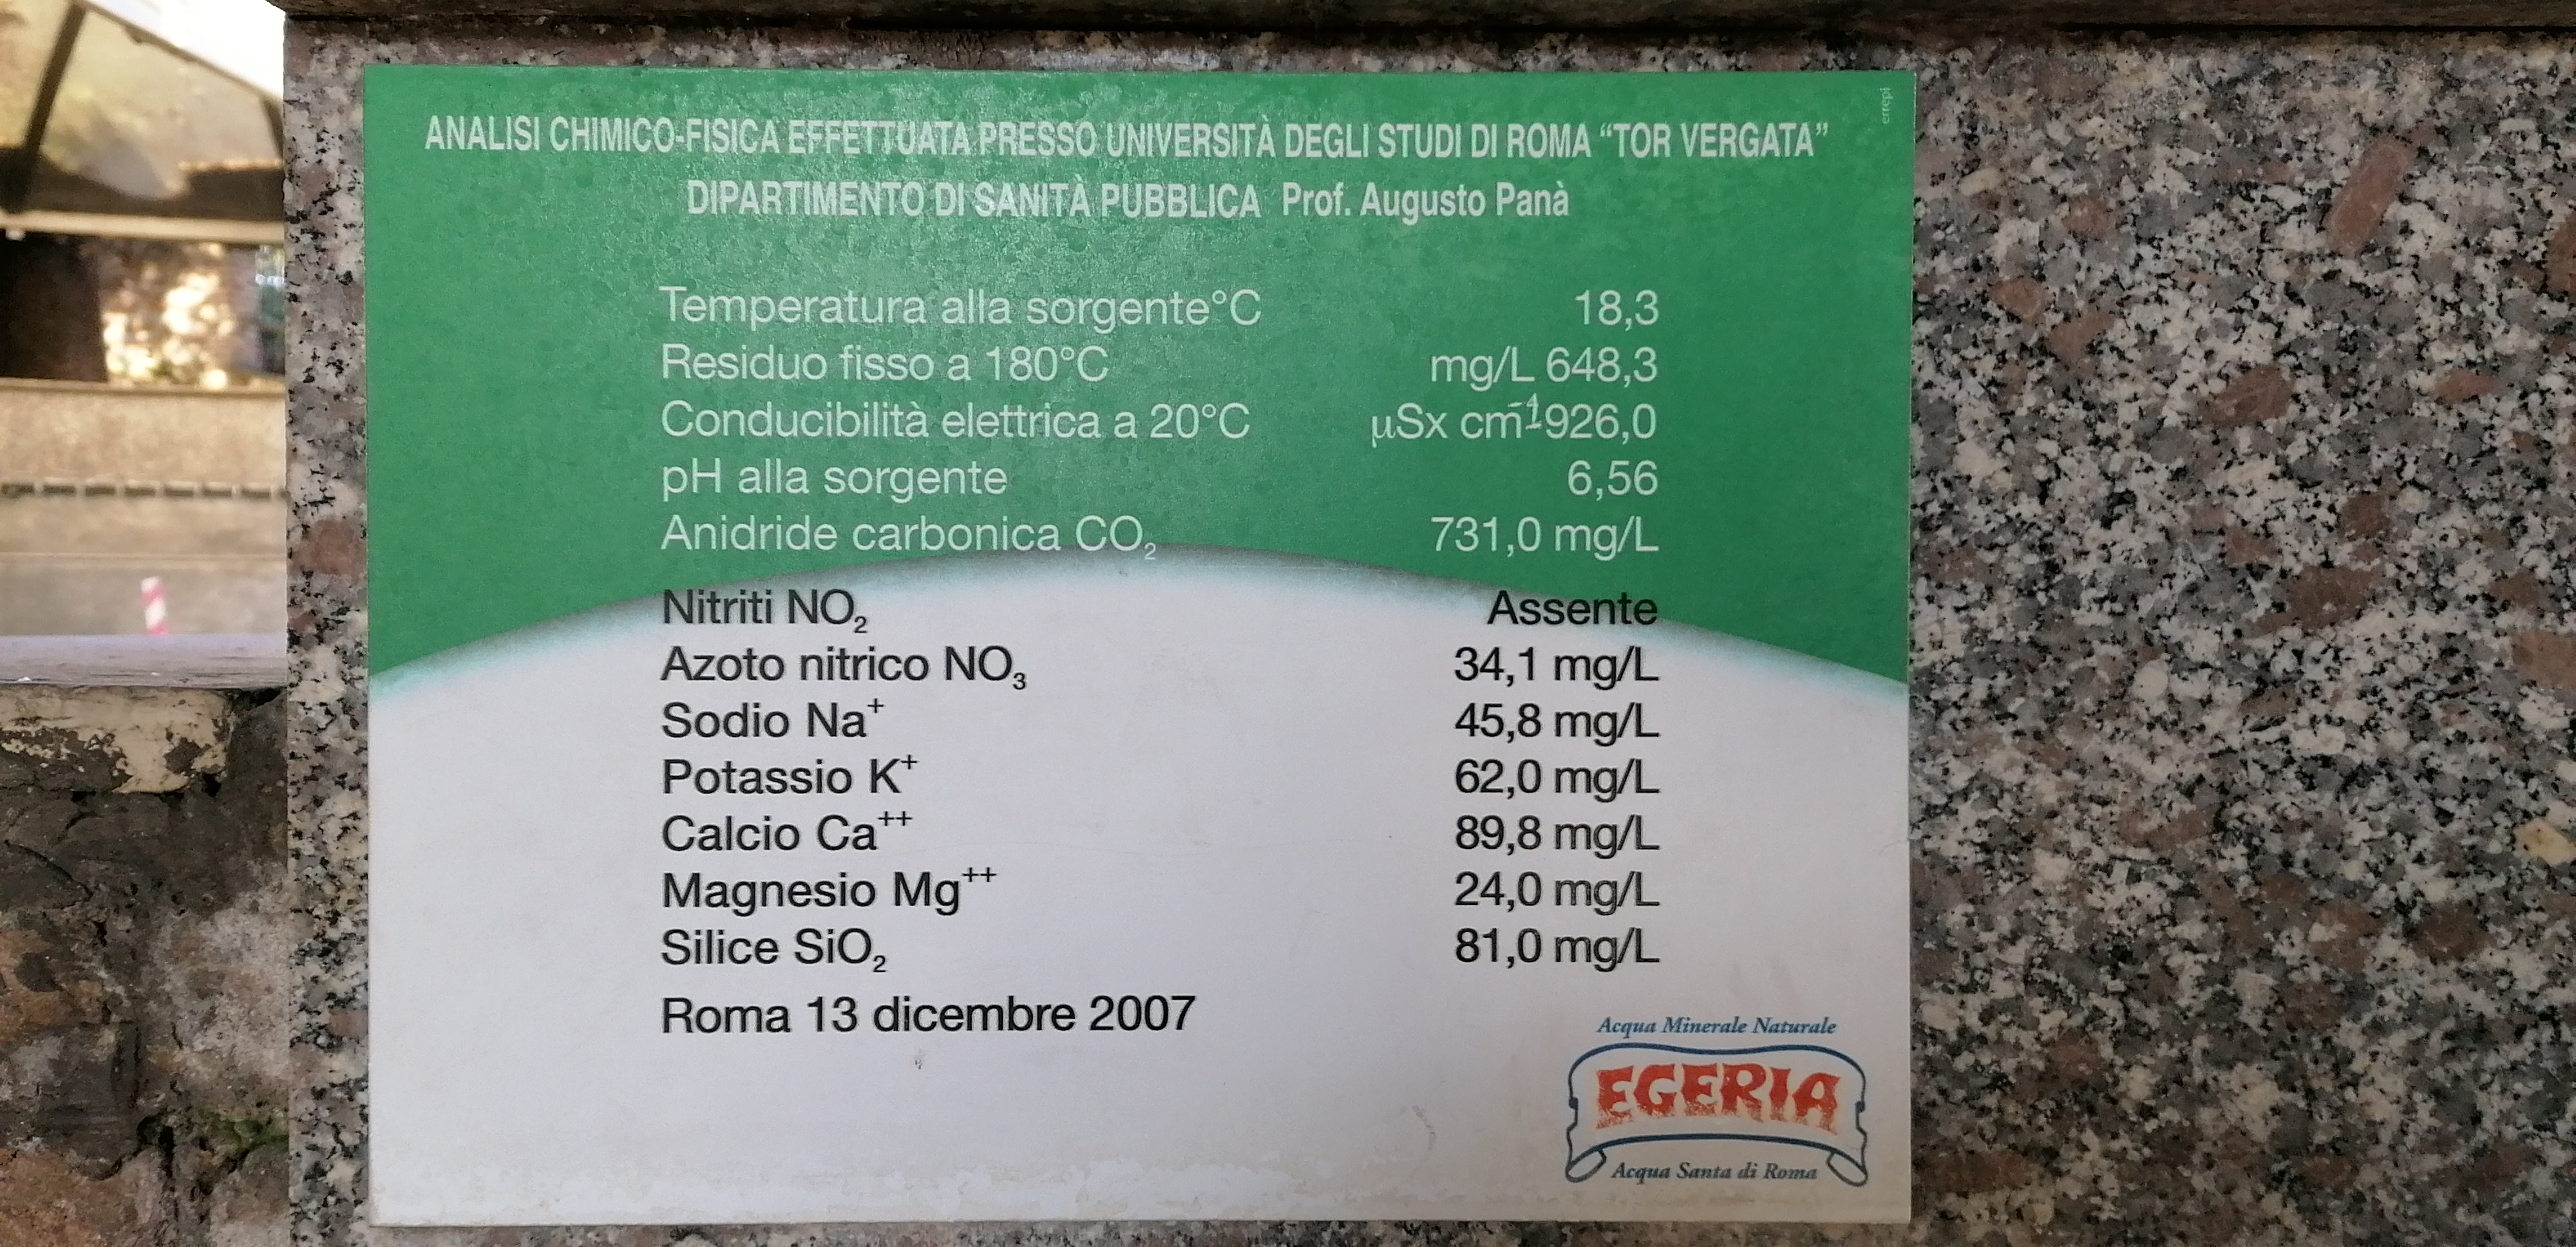 errepi
ANALISI CHIMICO-FISICA EFFETTUATA PRESSO UNIVERSITÀ DEGLI STUDI DI ROMA “TOR VERGATA”
DIPARTIMENTO DI SANITÀ PUBBLICA Prof. Augusto Panà
Temperatura alla sorgente°C 18,3
Residuo fisso a 180°C mg/L 648,3
Conducibilità elettrica a 20°C µSx cm⁻¹926,0
pH alla sorgente 6,56
Anidride carbonica CO₂ 731,0 mg/L
Nitriti NO₂ Assente
Azoto nitrico NO₃ 34,1 mg/L
Sodio Na⁺ 45,8 mg/L
Potassio K⁺ 62,0 mg/L
Calcio Ca⁺⁺ 89,8 mg/L
Magnesio Mg⁺⁺ 24,0 mg/L
Silice SiO₂ 81,0 mg/L
Roma 13 dicembre 2007
Acqua Minerale Naturale
EGERIA
Acqua Santa di Roma